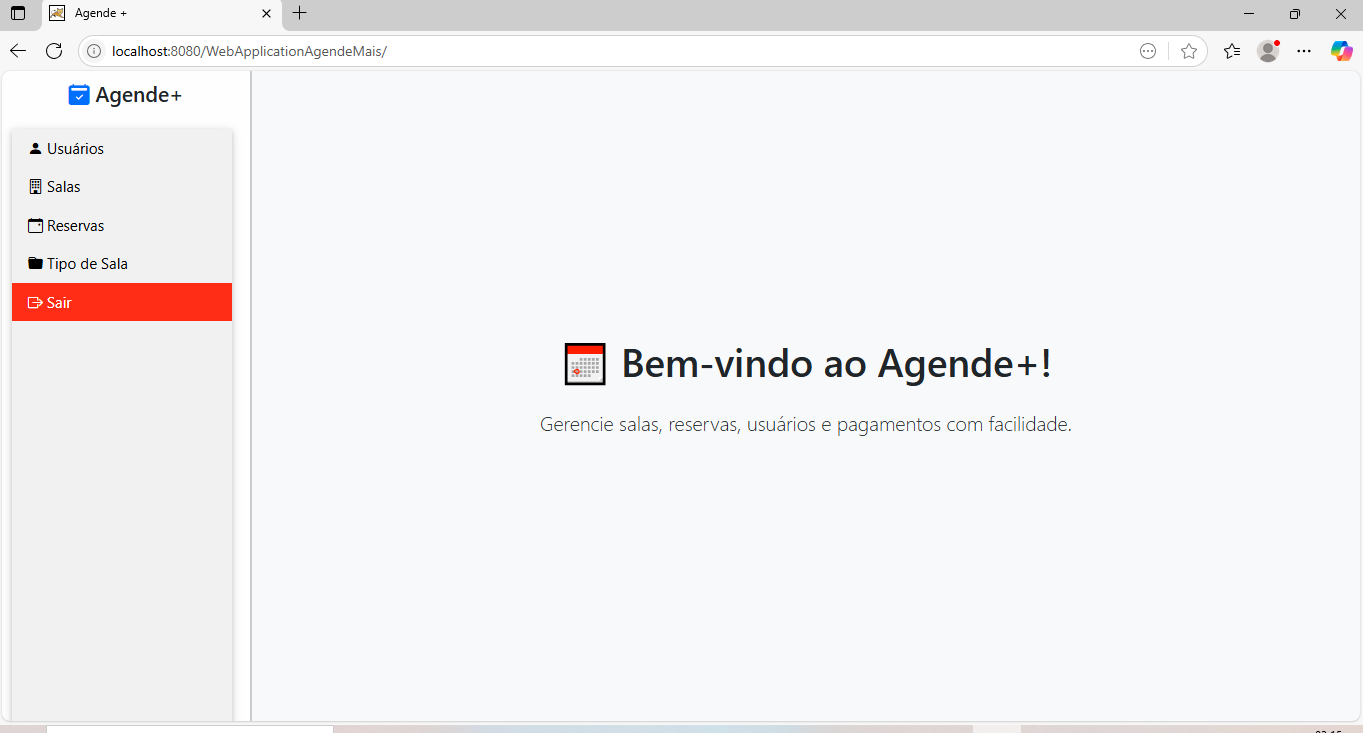 Agende +
localhost:8080/WebApplicationAgendeMais/
Agende+
Usuários
Salas
Reservas
Tipo de Sala
Sair
Bem-vindo ao Agende+!
Gerencie salas, reservas, usuários e pagamentos com facilidade.